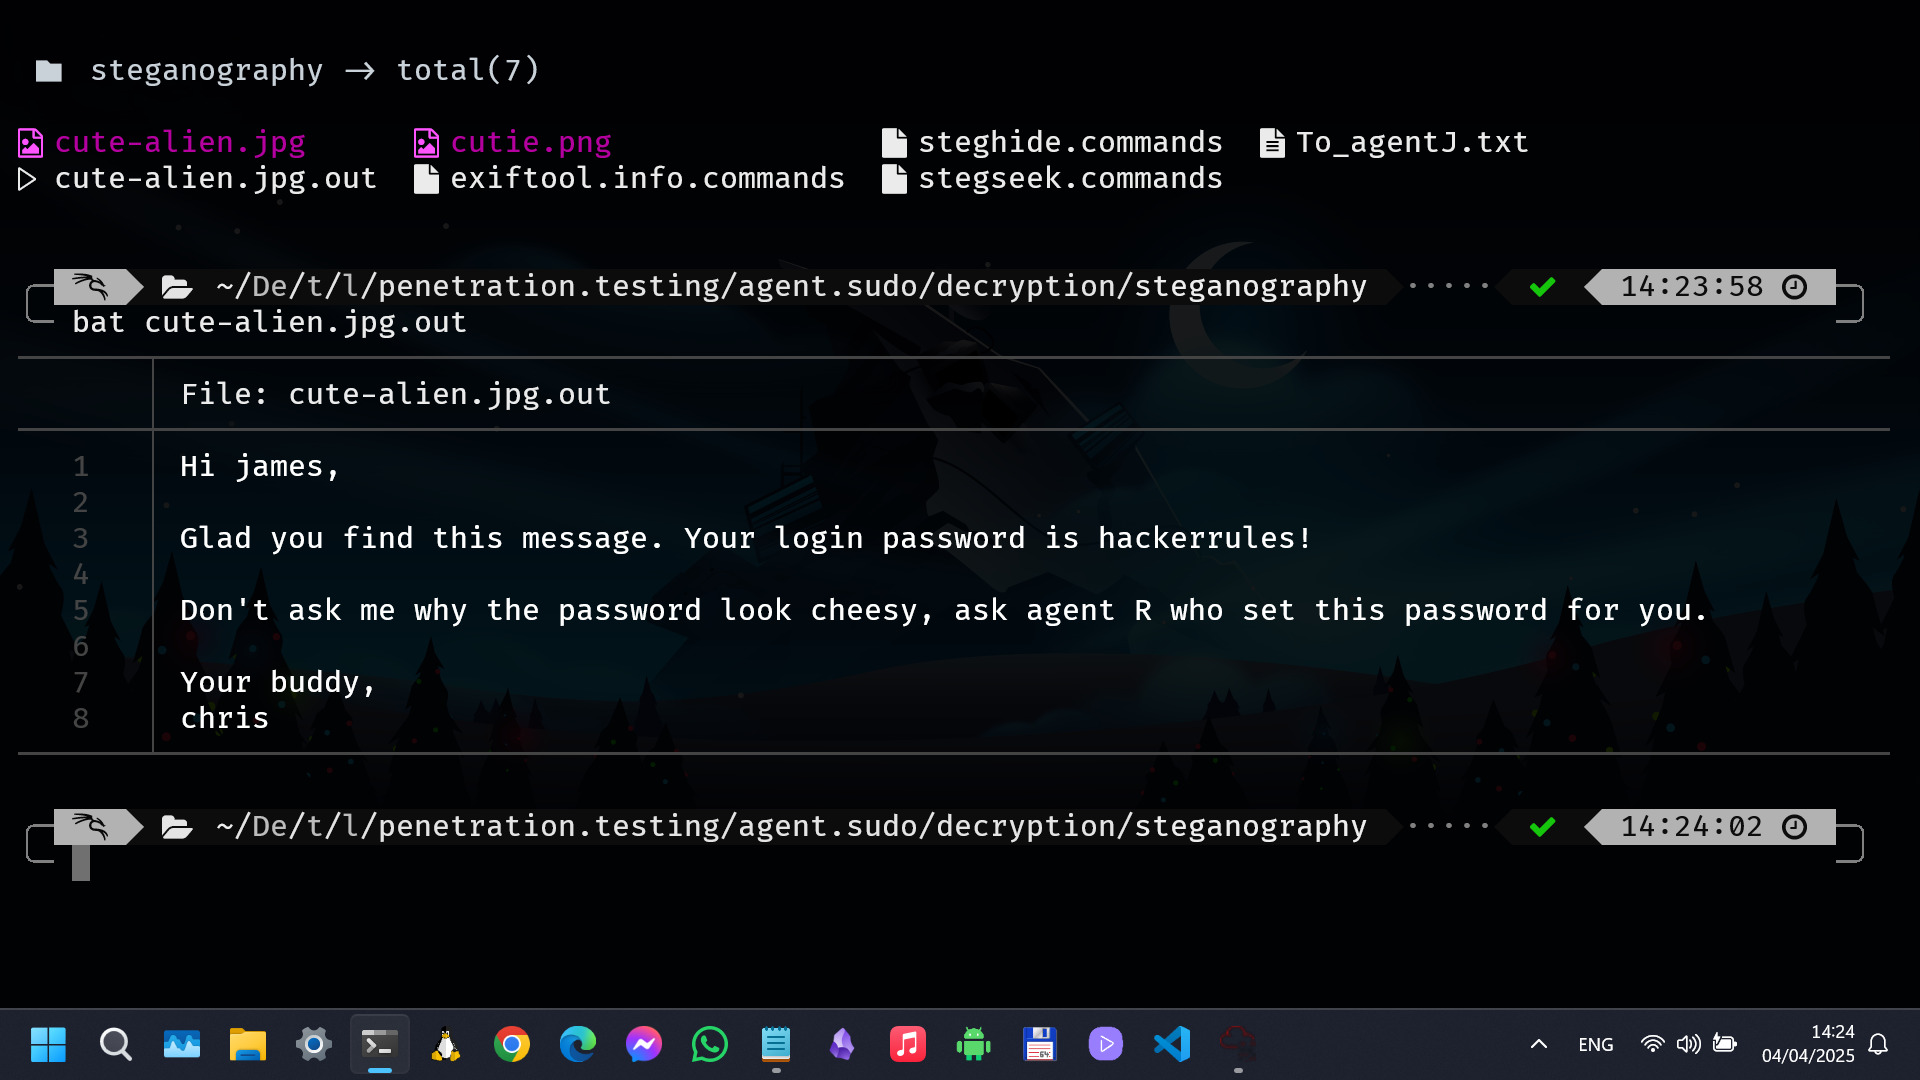 steganography → total(7)
cute-alien.jpg cutie.png steghide.commands To_agentJ.txt
cute-alien.jpg.out exiftool.info.commands stegseek.commands
~/De/t/l/penetration.testing/agent.sudo/decryption/steganography ····· 14:23:58
bat cute-alien.jpg.out
File: cute-alien.jpg.out
1 Hi james,
2
3 Glad you find this message. Your login password is hackerrules!
4
5 Don't ask me why the password look cheesy, ask agent R who set this password for you.
6
7 Your buddy,
8 chris
~/De/t/l/penetration.testing/agent.sudo/decryption/steganography ····· 14:24:02
64
ENG
14:24
04/04/2025